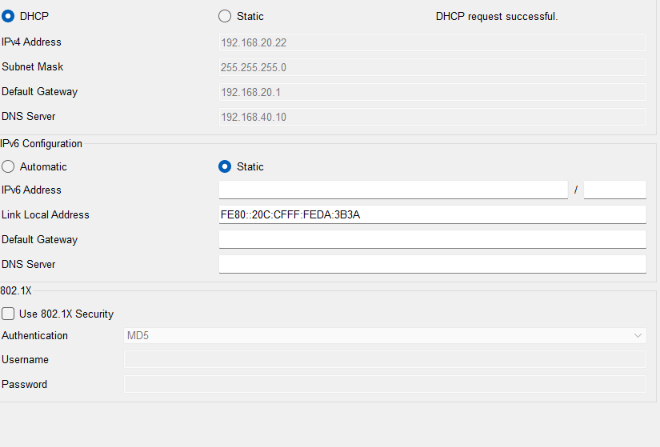 DHCP Static DHCP request successful.
IPv4 Address 192.168.20.22
Subnet Mask 255.255.255.0
Default Gateway 192.168.20.1
DNS Server 192.168.40.10
IPv6 Configuration
Automatic Static
IPv6 Address /
Link Local Address FE80::20C:CFFF:FEDA:3B3A
Default Gateway
DNS Server
802.1X
Use 802.1X Security
Authentication MD5
Username
Password